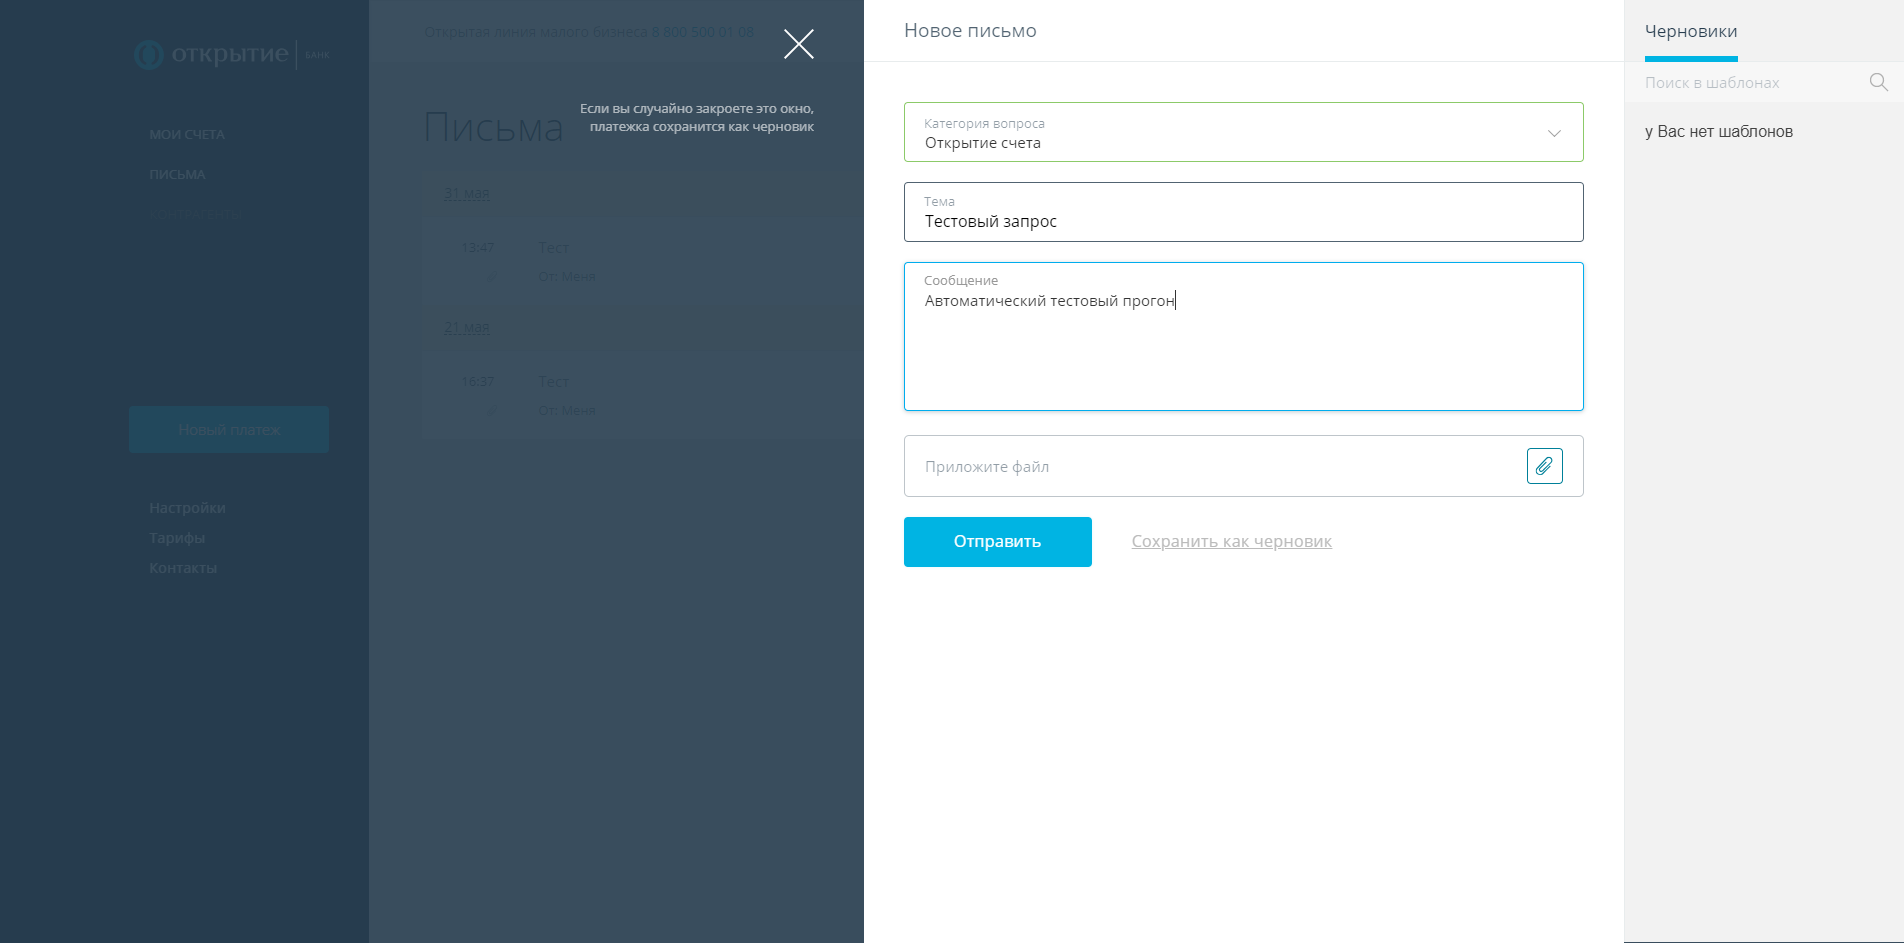 открытие БАНК
МОИ СЧЕТА
ПИСЬМА
КОНТРАГЕНТЫ
Новый платеж
Настройки
Тарифы
Контакты
Открытая линия малого бизнеса 8 800 500 01 08
Если вы случайно закроете это окно,
платежка сохранится как черновик
Письма
31 мая
13:47 Тест
От: Меня
21 мая
16:37 Тест
От: Меня
Новое письмо
Категория вопроса
Открытие счета
Тема
Тестовый запрос
Сообщение
Автоматический тестовый прогон
Приложите файл
Отправить Сохранить как черновик
Черновики
Поиск в шаблонах
у Вас нет шаблонов